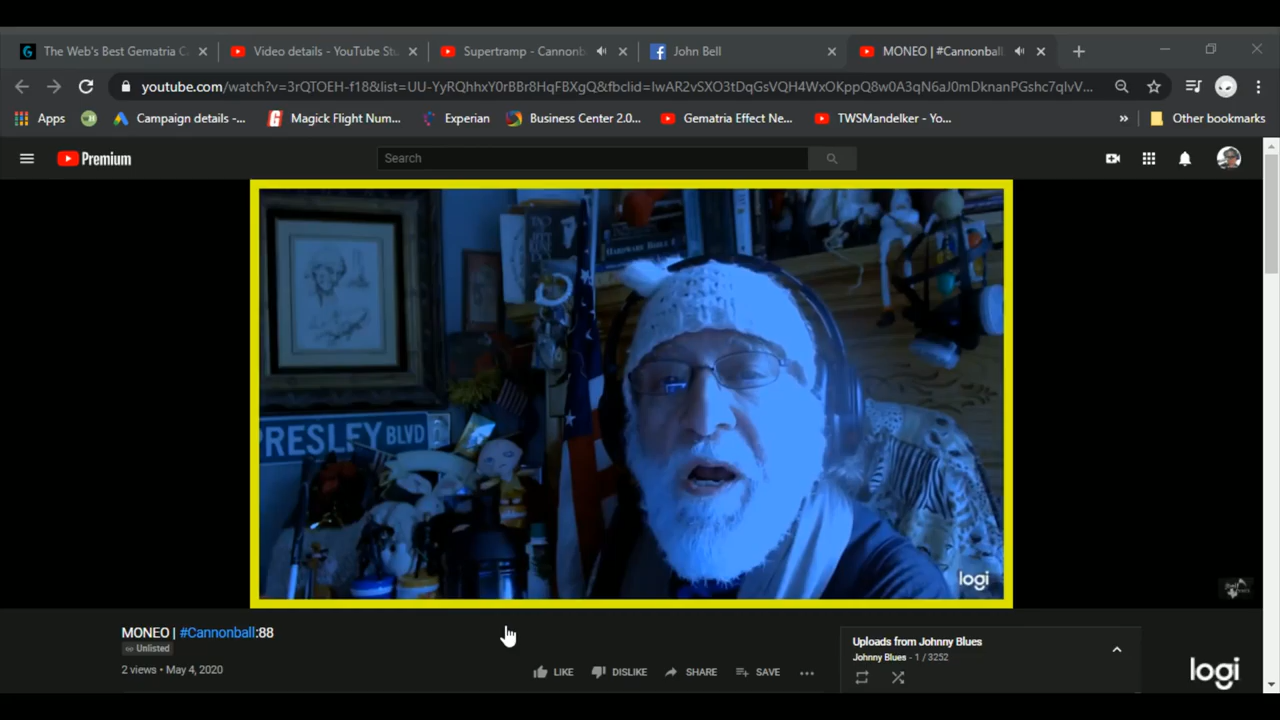 The Web's Best Gematria C
Video details - YouTube Stu
Supertramp - Cannonb
John Bell
MONEO | #Cannonball
youtube.com/watch?v=3rQTOEH-f18&list=UU-YyRQhhxY0rBBr8HqFBXgQ&fbclid=IwAR2vSXO3tDqGsVQH4WxOKppQ8w0A3qN6aJ0mDknanPGshc7qIvV...
Apps
Campaign details -...
Magick Flight Num...
Experian
Business Center 2.0...
Gematria Effect Ne...
TWSMandelker - Yo...
»
Other bookmarks
Premium
Search
PRESLEY BLVD
logi
MONEO | #Cannonball:88
Unlisted
2 views • May 4, 2020
LIKE
DISLIKE
SHARE
SAVE
Uploads from Johnny Blues
Johnny Blues - 1 / 3252
logi